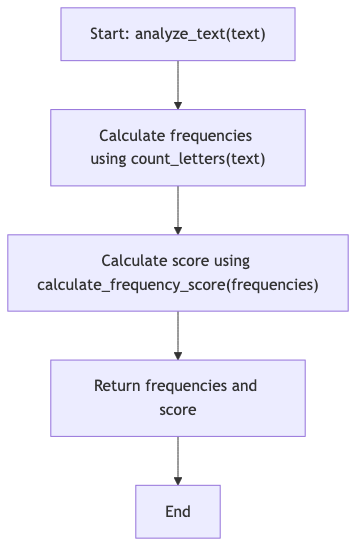 Start: analyze_text(text)
Calculate frequencies
using count_letters(text)
Calculate score using
calculate_frequency_score(frequencies)
Return frequencies and
score
End